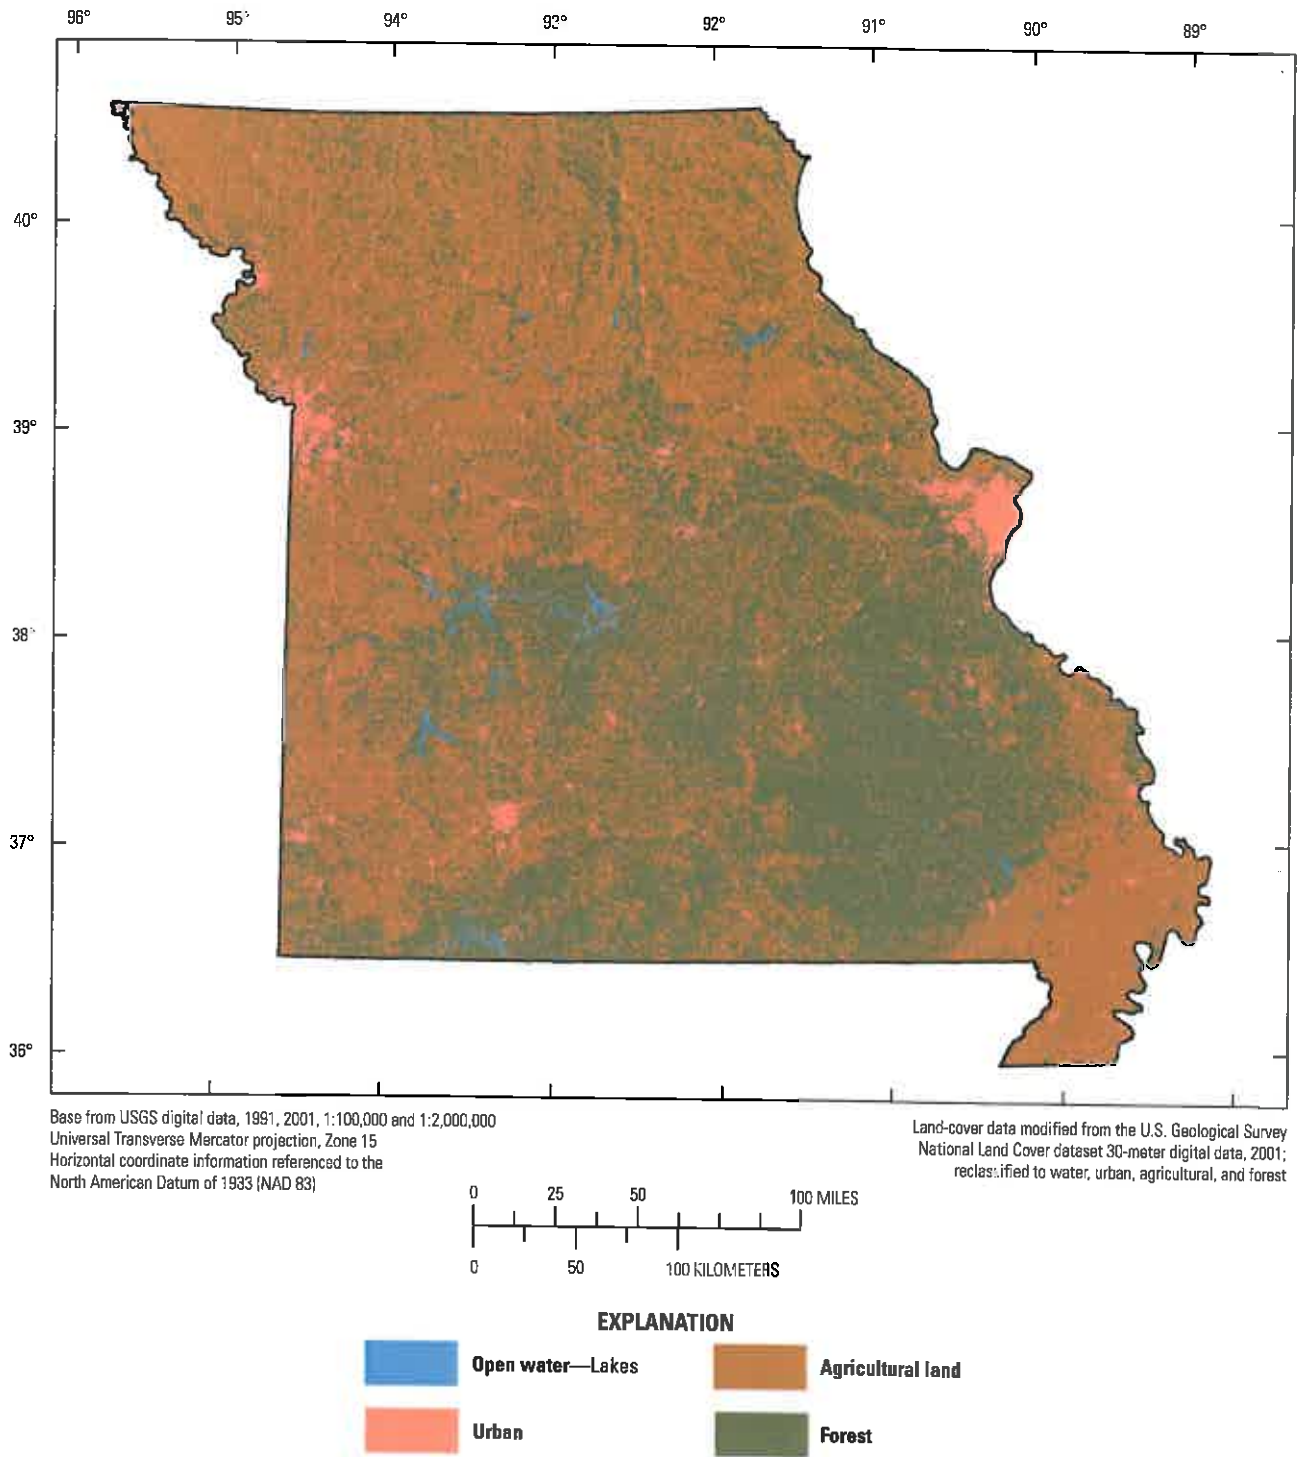 96° 95° 94° 93° 92° 91° 90° 89°
40°
39°
38°
37°
36°
Base from USGS digital data, 1991, 2001, 1:100,000 and 1:2,000,000
Universal Transverse Mercator projection, Zone 15
Horizontal coordinate information referenced to the
North American Datum of 1933 (NAD 83)
Land-cover data modified from the U.S. Geological Survey
National Land Cover dataset 30-meter digital data, 2001;
reclassified to water, urban, agricultural, and forest
0 25 50 100 MILES
0 50 100 KILOMETERS
EXPLANATION
Open water—Lakes
Agricultural land
Urban
Forest